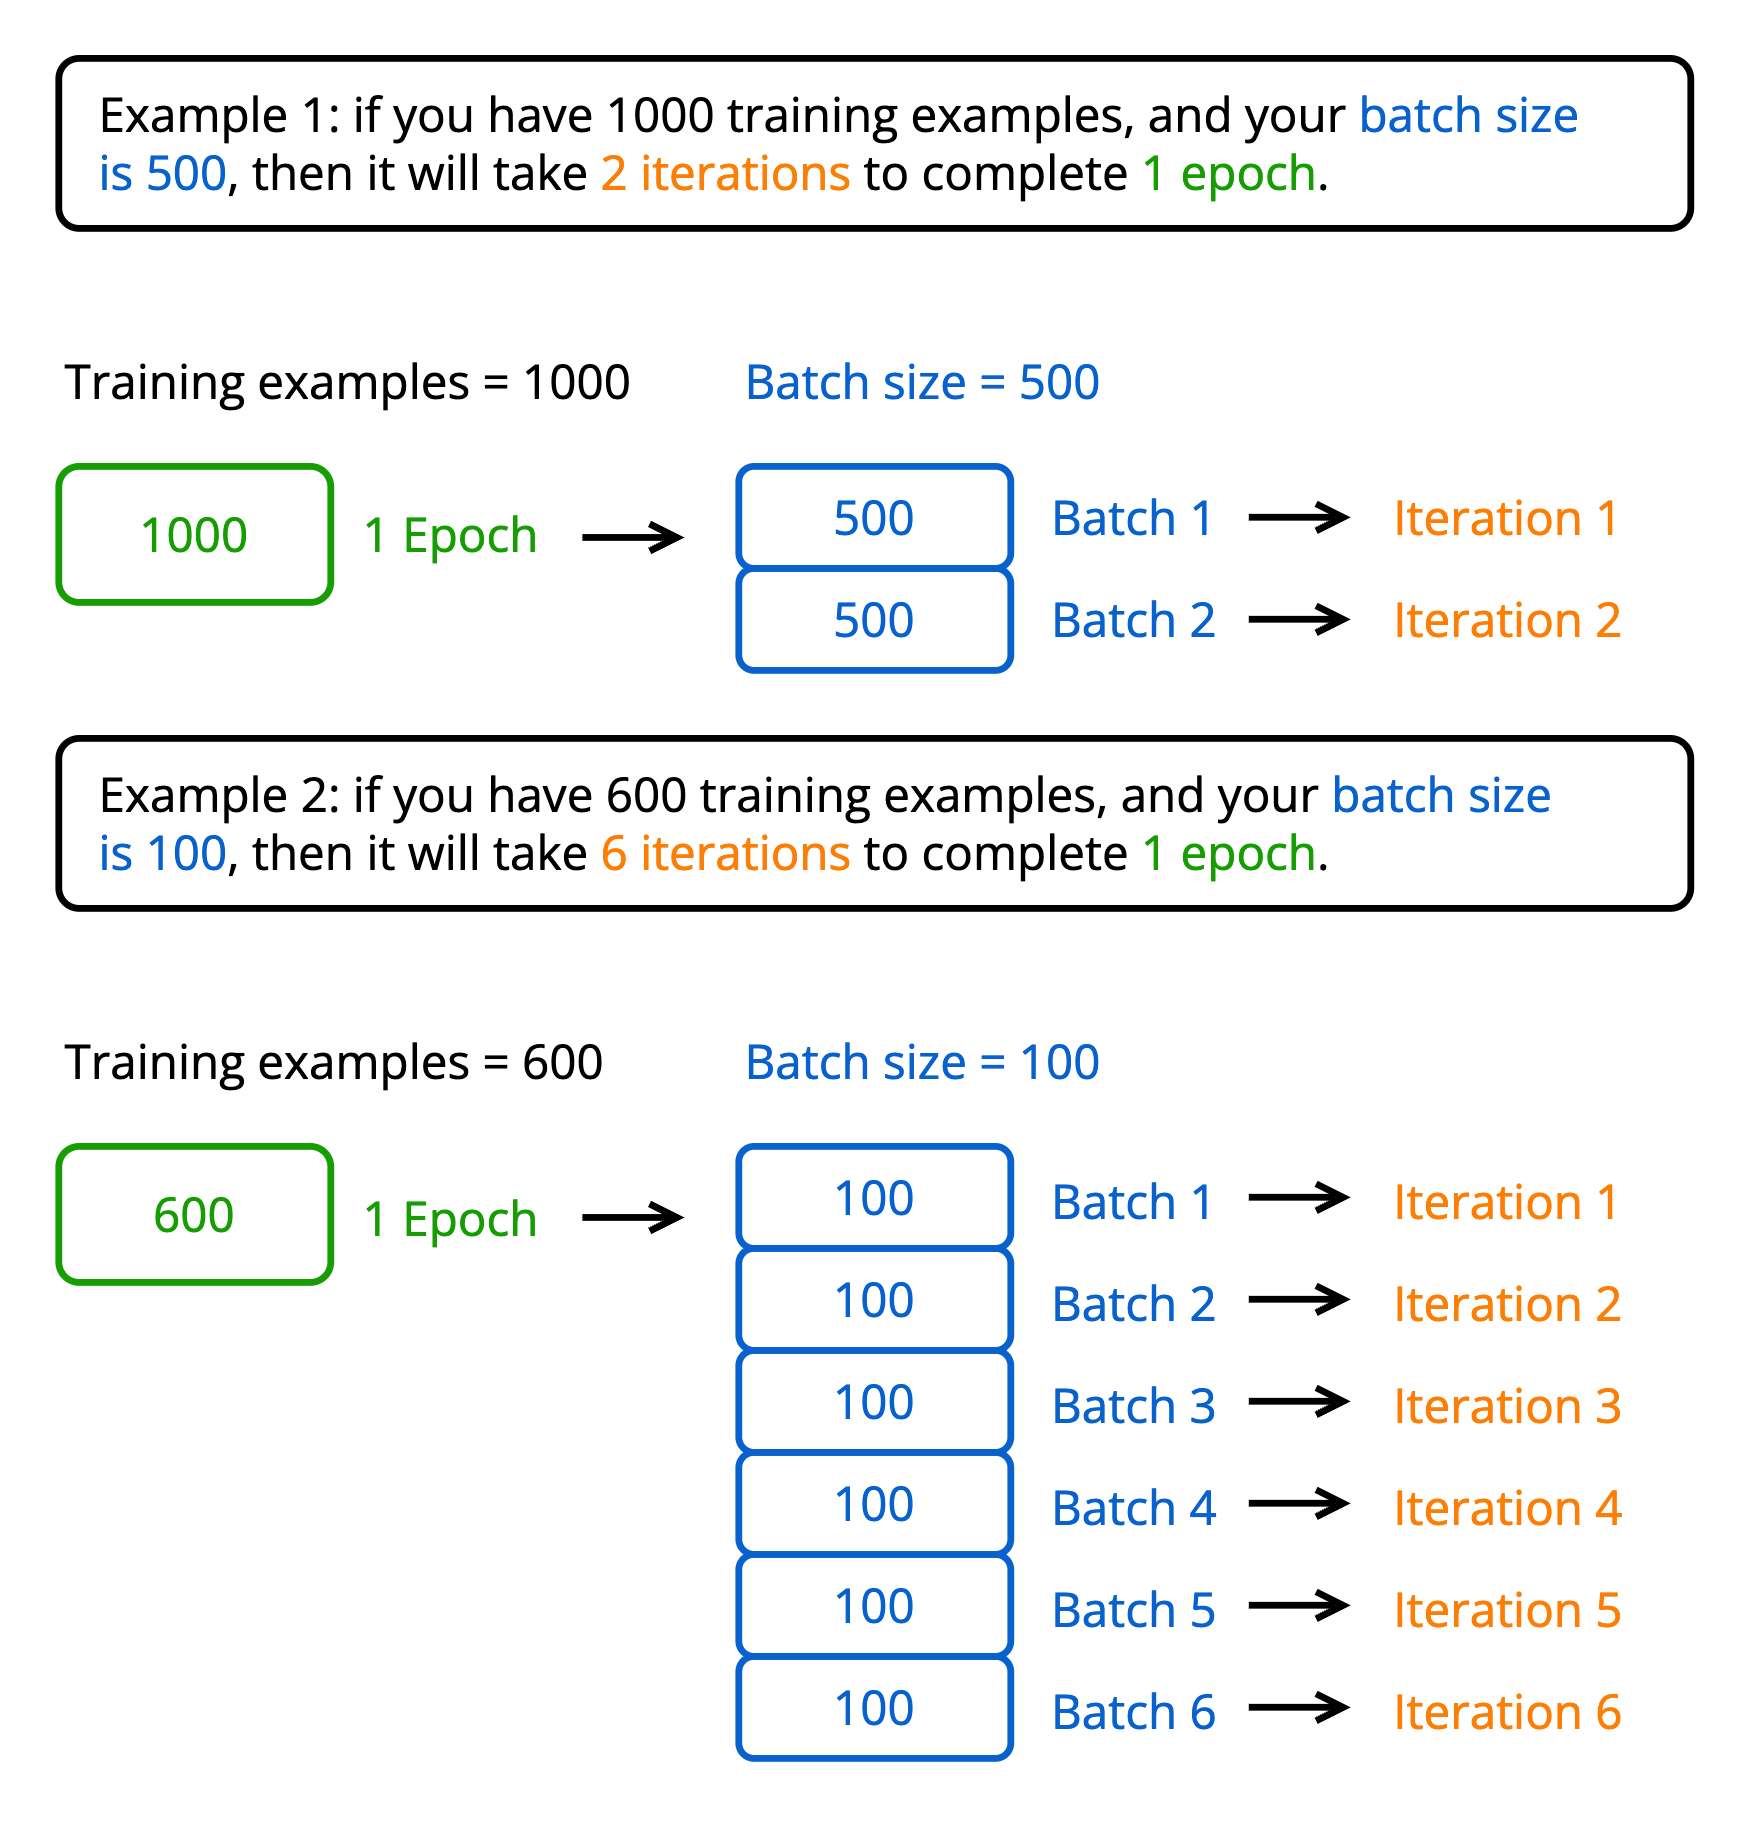 Example 1: if you have 1000 training examples, and your batch size
is 500, then it will take 2 iterations to complete 1 epoch.
Training examples = 1000
Batch size = 500
1000
1 Epoch
500
Batch 1
Iteration 1
500
Batch 2
Iteration 2
Example 2: if you have 600 training examples, and your batch size
is 100, then it will take 6 iterations to complete 1 epoch.
Training examples = 600
Batch size = 100
600
1 Epoch
100
Batch 1
Iteration 1
100
Batch 2
Iteration 2
100
Batch 3
Iteration 3
100
Batch 4
Iteration 4
100
Batch 5
Iteration 5
100
Batch 6
Iteration 6